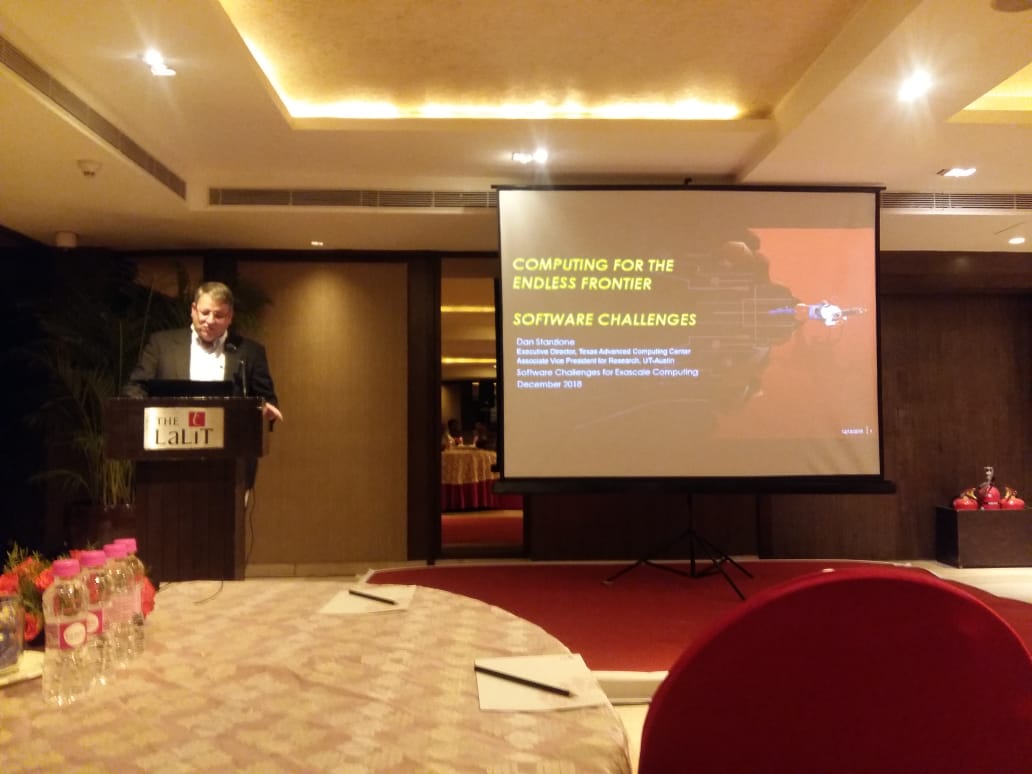 COMPUTING FOR THE
ENDLESS FRONTIER
SOFTWARE CHALLENGES
Dan Stanzione
Executive Director, Texas Advanced Computing Center
Associate Vice President for Research, UT-Austin
Software Challenges for Exascale Computing
December 2018
THE
LaLiT